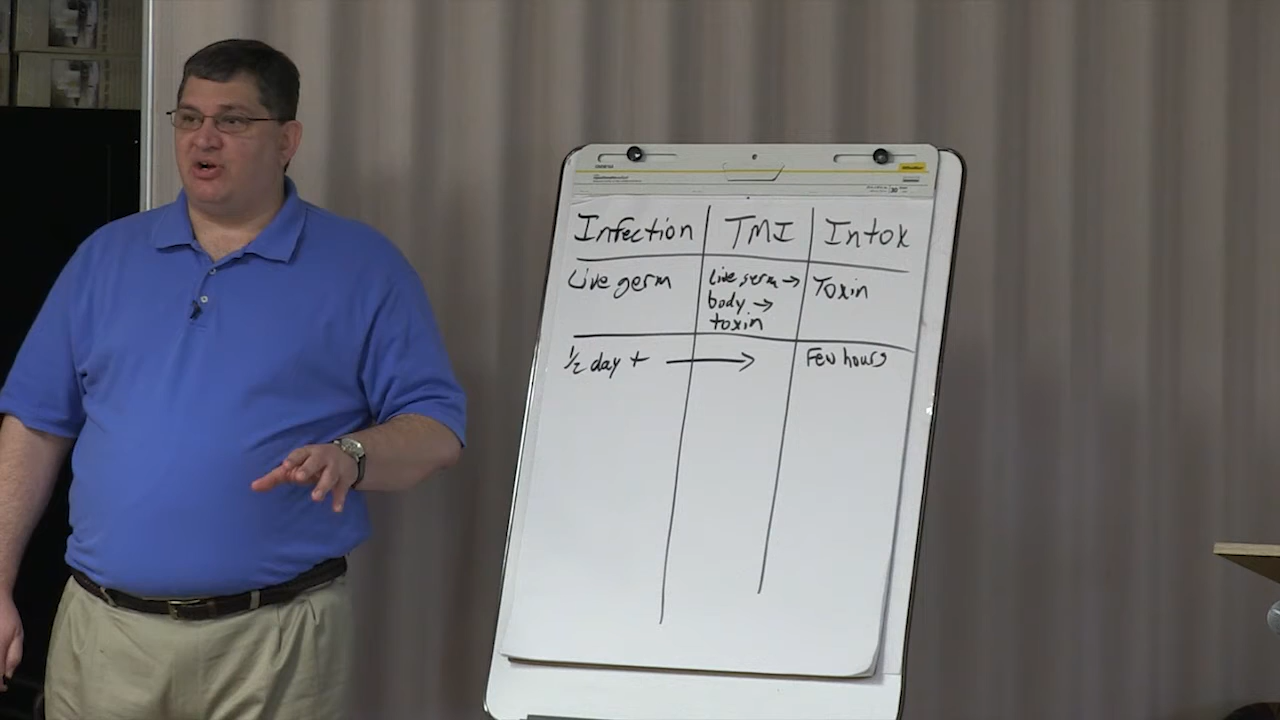 Infection TMI Intox
Live germ
Live germ →
body →
toxin
Toxin
1/2 day + →
Few hours